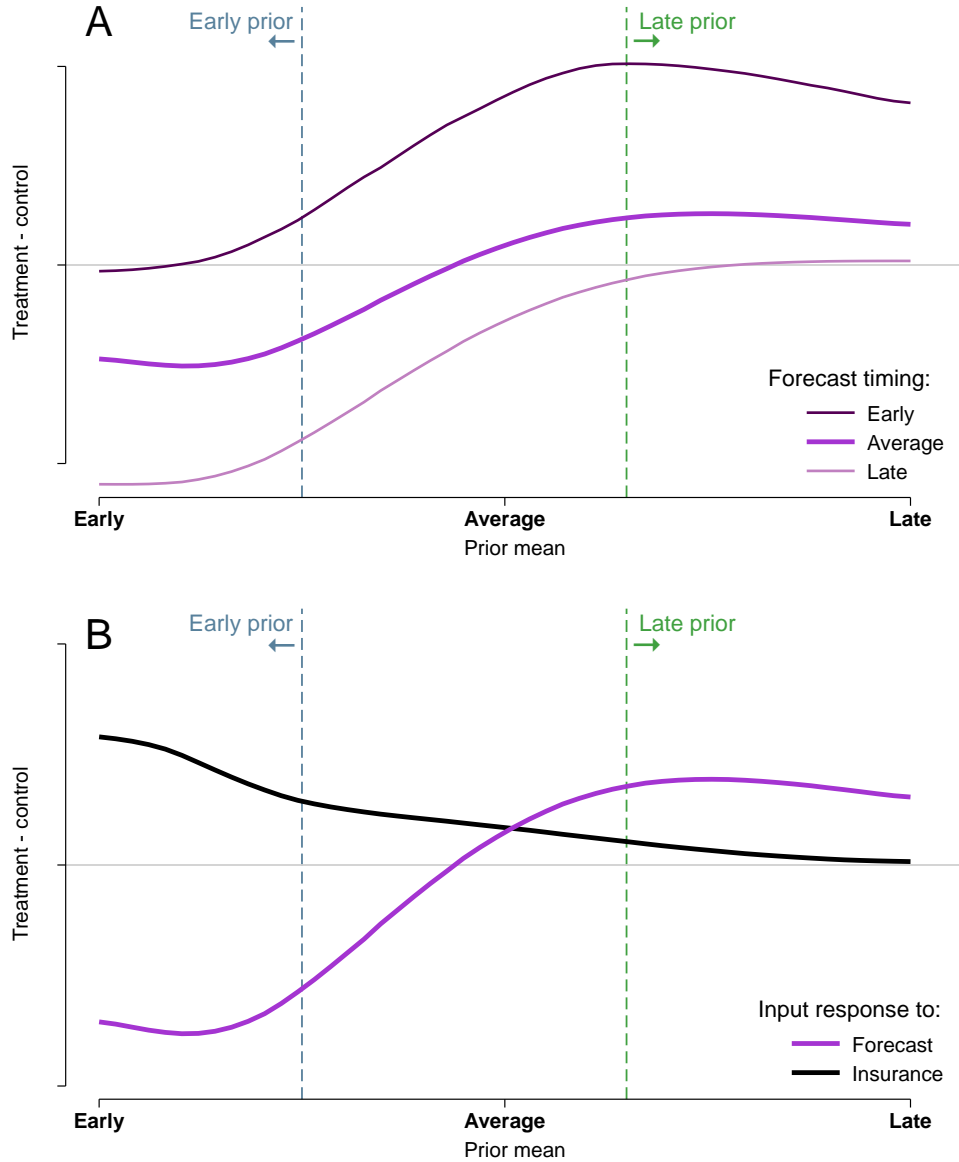 A
Early prior
Late prior
Treatment - control
Forecast timing:
Early
Average
Late
Early
Average
Late
Prior mean
B
Early prior
Late prior
Treatment - control
Input response to:
Forecast
Insurance
Early
Average
Late
Prior mean